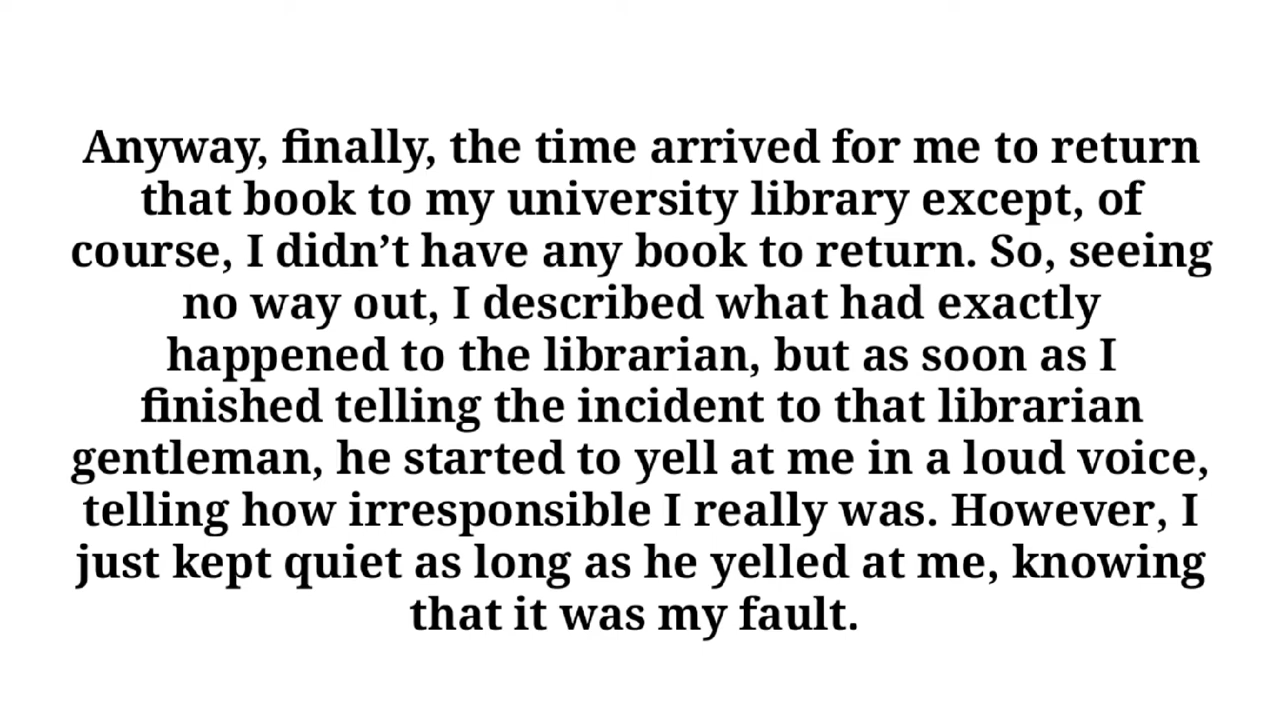 Anyway, finally, the time arrived for me to return
that book to my university library except, of
course, I didn’t have any book to return. So, seeing
no way out, I described what had exactly
happened to the librarian, but as soon as I
finished telling the incident to that librarian
gentleman, he started to yell at me in a loud voice,
telling how irresponsible I really was. However, I
just kept quiet as long as he yelled at me, knowing
that it was my fault.